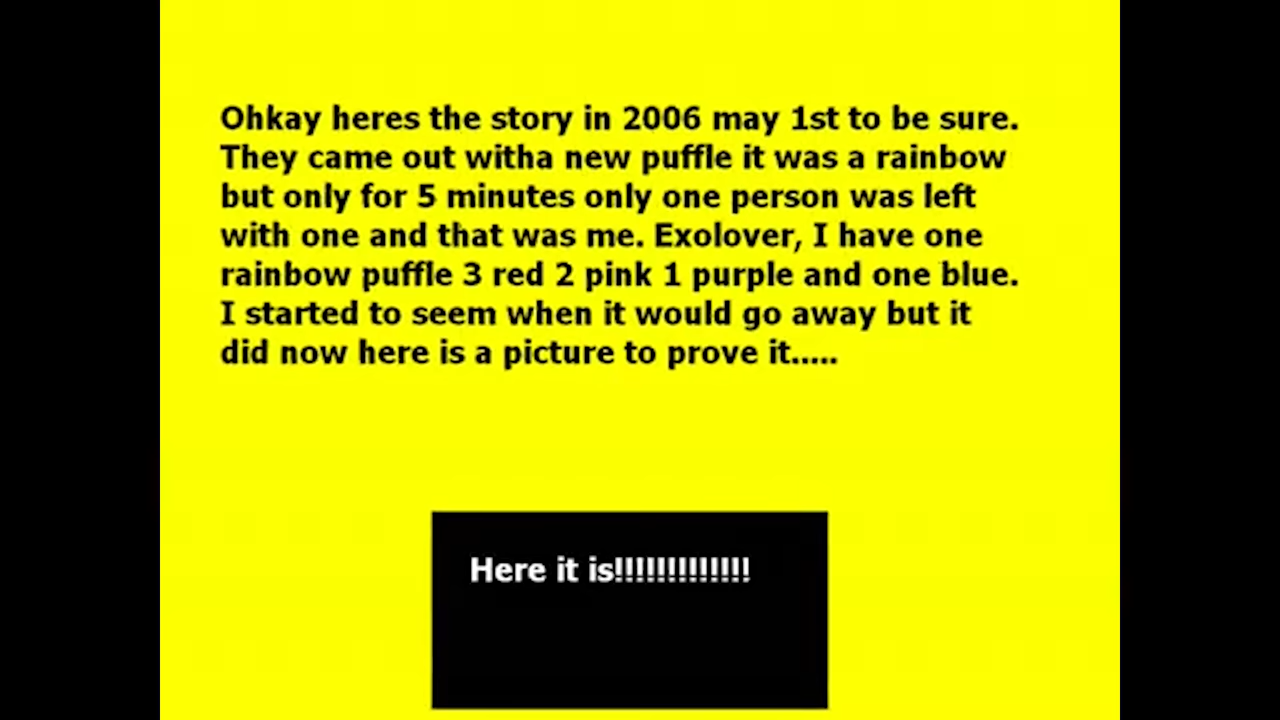 Ohkay heres the story in 2006 may 1st to be sure.
They came out witha new puffle it was a rainbow
but only for 5 minutes only one person was left
with one and that was me. Exolover, I have one
rainbow puffle 3 red 2 pink 1 purple and one blue.
I started to seem when it would go away but it
did now here is a picture to prove it.....
Here it is!!!!!!!!!!!!!